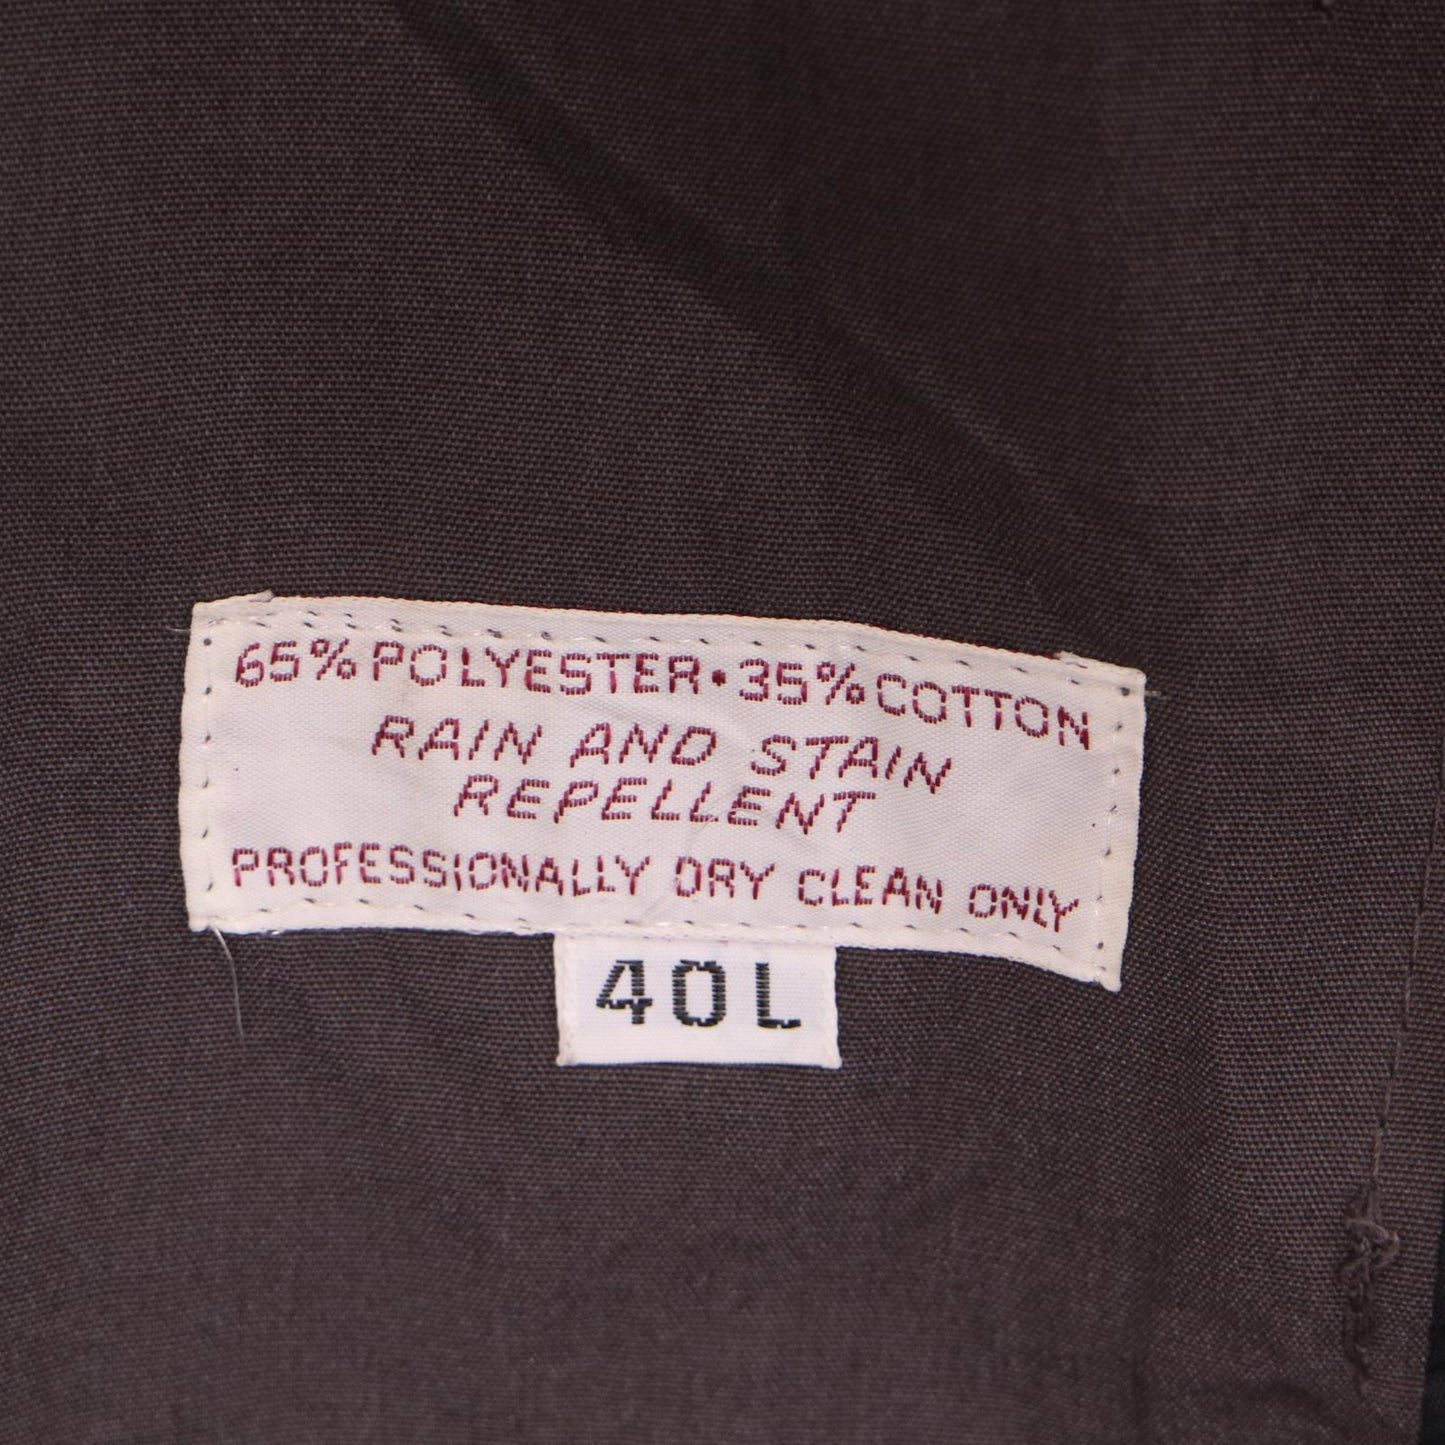 65% POLYESTER • 35% COTTON
RAIN AND STAIN
REPELLENT
PROFESSIONALLY DRY CLEAN ONLY
40L